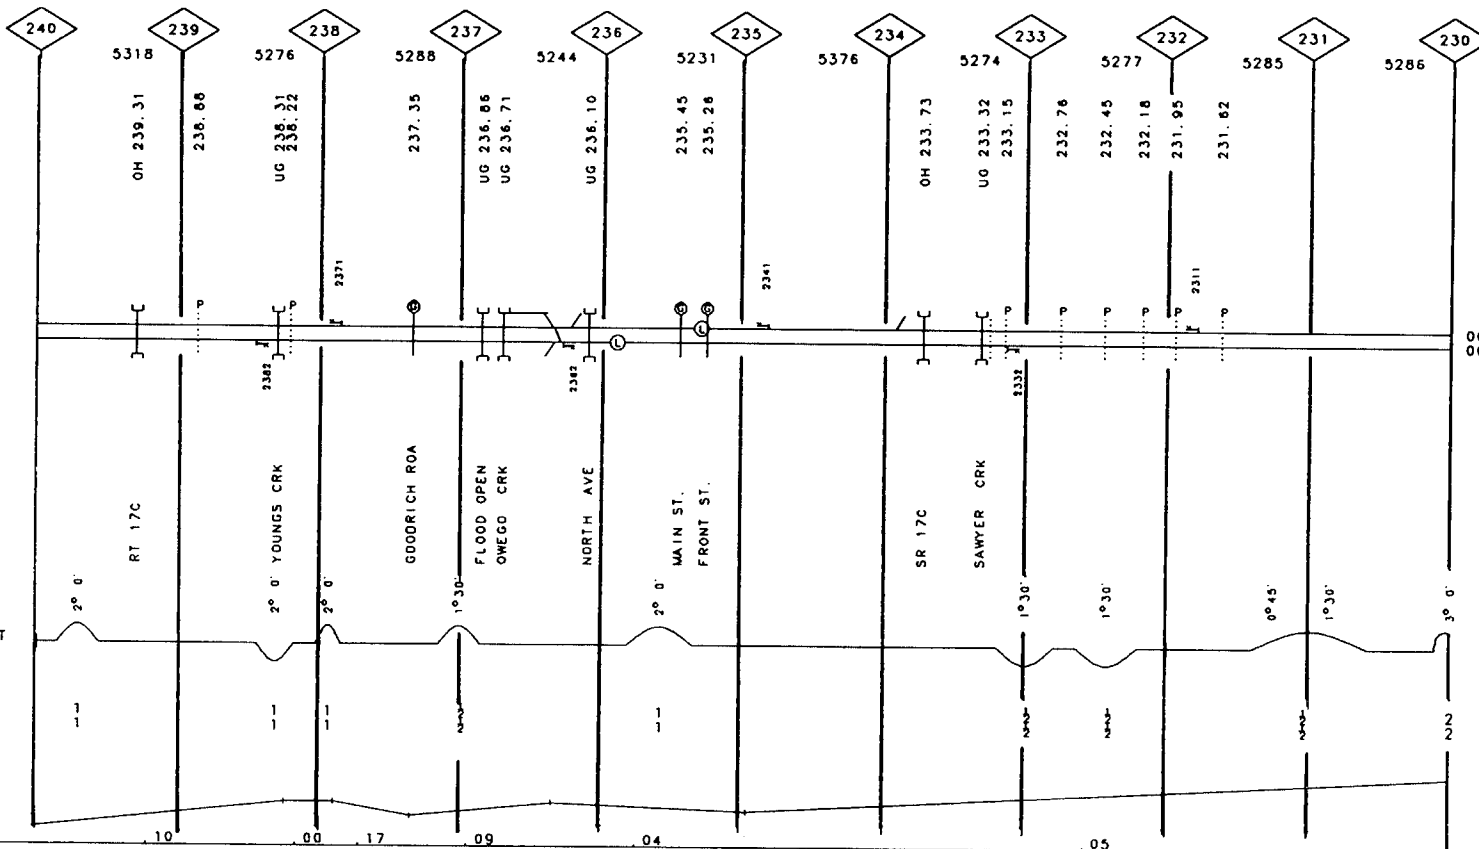 240 239 238 237 236 235 234 233 232 231 230
5318 5276 5288 5244 5231 5376 5274 5277 5285 5286
OH 239.31
238.88
UG 238.31
238.22
237.35
UG 236.86
UG 236.71
UG 236.10
235.45
235.28
OH 233.73
UG 233.32
233.15
232.76
232.45
232.18
231.95
231.62
2371
2341
2311
P P P P P P P P
G G G
L L
2382
2362
2332
RT 17C
YOUNGS CRK
GOODRICH ROA
FLOOD OPEN
OWEGO CRK
NORTH AVE
MAIN ST.
FRONT ST.
SR 17C
SAWYER CRK
2° 0'
2° 0'
2° 0'
1° 30'
2° 0'
1° 30'
1° 30'
0° 45'
1° 30'
3° 0'
T
1 1 1 1 2
1 1 1 1 2
.10 .00 .17 .09 .04 .05